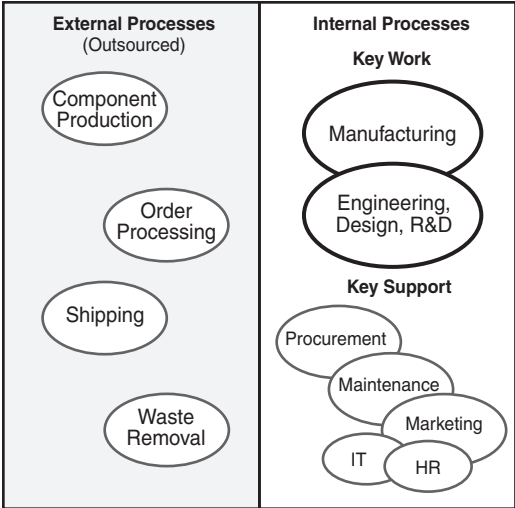 External Processes
(Outsourced)
Component
Production
Order
Processing
Shipping
Waste
Removal
Internal Processes
Key Work
Manufacturing
Engineering,
Design, R&D
Key Support
Procurement
Maintenance
Marketing
IT
HR